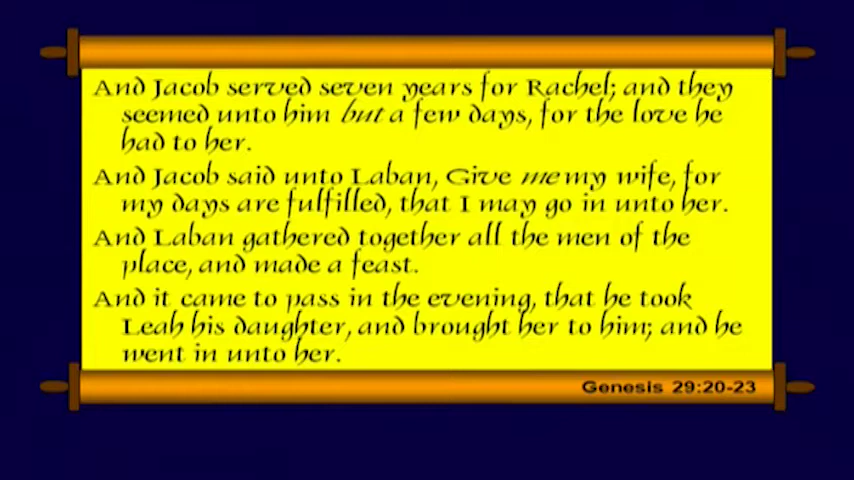 And Jacob served seven years for Rachel; and they
seemed unto him but a few days, for the love he
had to her.
And Jacob said unto Laban, Give me my wife, for
my days are fulfilled, that I may go in unto her.
And Laban gathered together all the men of the
place, and made a feast.
And it came to pass in the evening, that he took
Leah his daughter, and brought her to him; and he
went in unto her.
Genesis 29:20-23